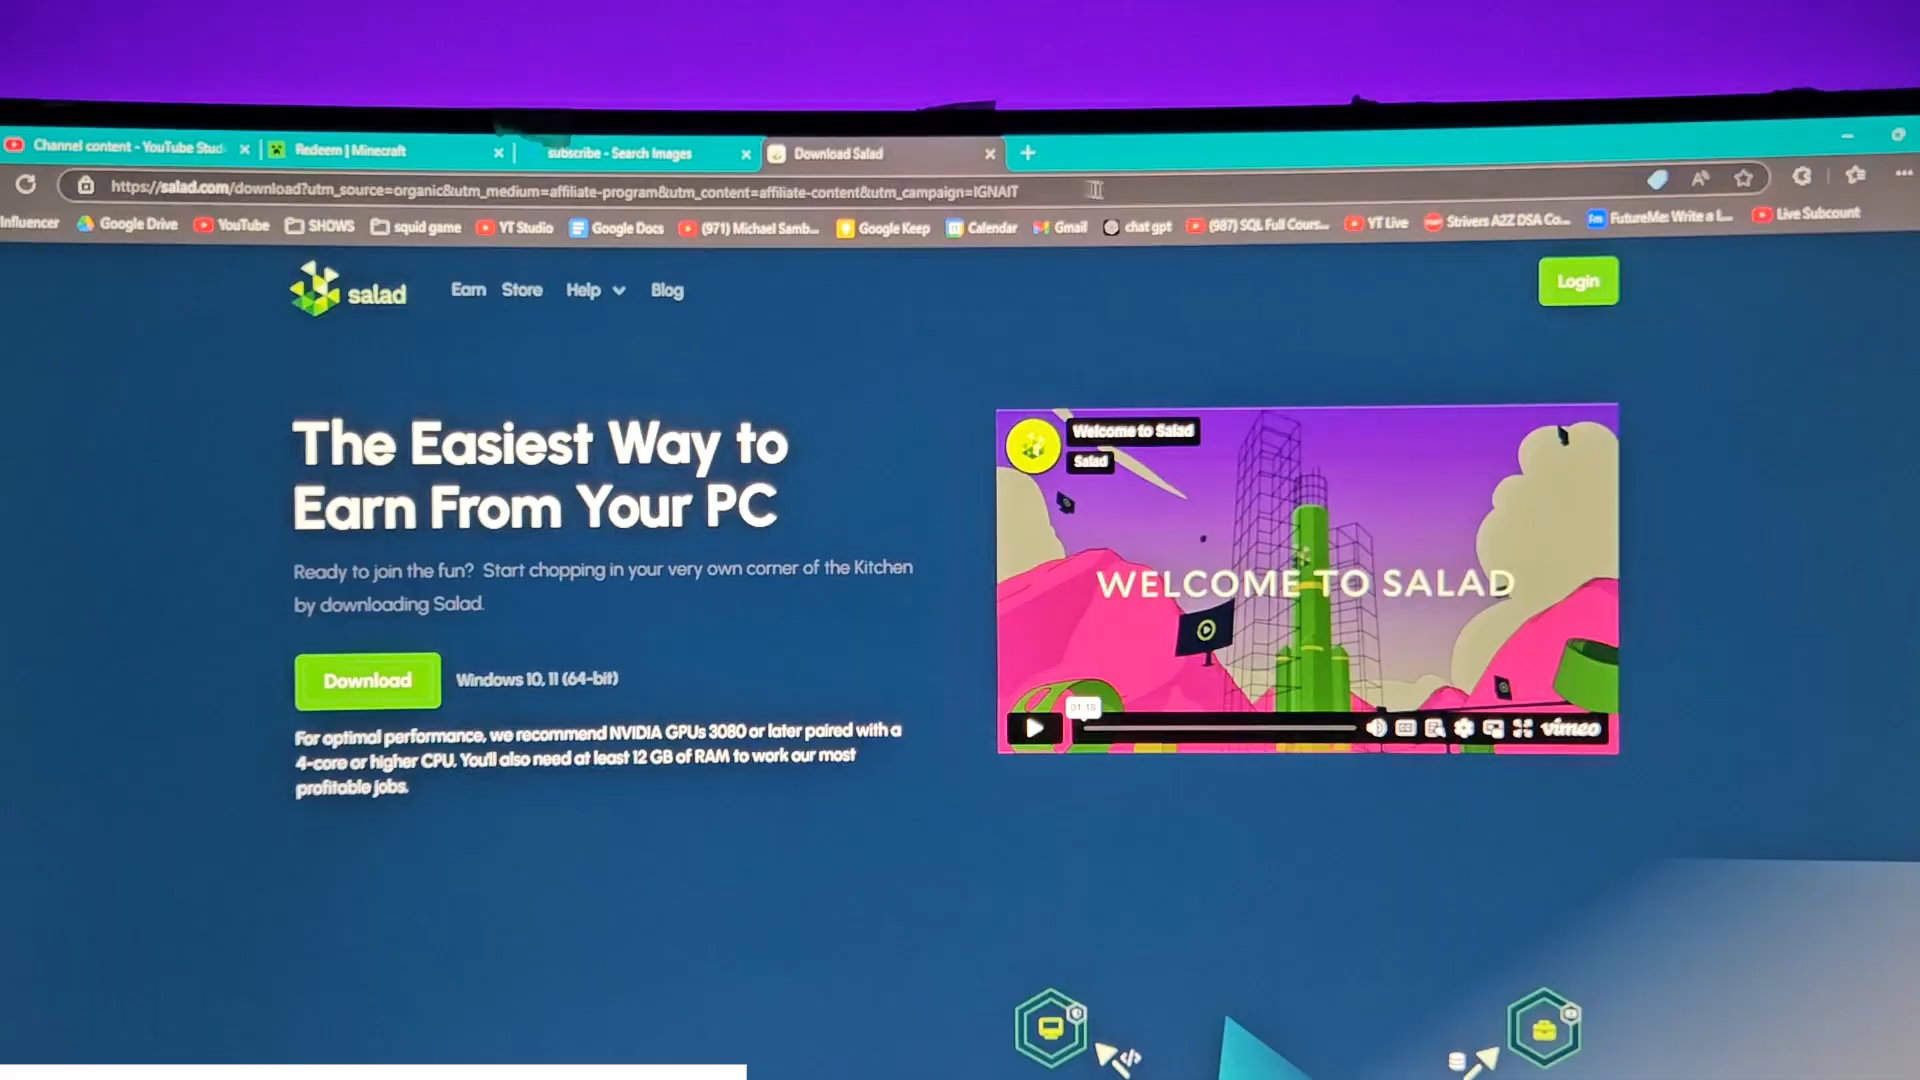 Channel content - YouTube Stud
Redeem | Minecraft
subscribe - Search Images
Download Salad
https://salad.com/download?utm_source=organic&utm_medium=affiliate-program&utm_content=affiliate-content&utm_campaign=IGNAIT
Influencer
Google Drive
YouTube
SHOWS
squid game
YT Studio
Google Docs
(971) Michael Samb...
Google Keep
Calendar
Gmail
chat gpt
(987) SQL Full Cours...
YT Live
Strivers A2Z DSA Co...
FutureMe: Write a L...
Live Subcount
salad
Earn
Store
Help
Blog
Login
The Easiest Way to
Earn From Your PC
Ready to join the fun? Start chopping in your very own corner of the Kitchen
by downloading Salad.
Download
Windows 10, 11 (64-bit)
For optimal performance, we recommend NVIDIA GPUs 3080 or later paired with a
4-core or higher CPU. You'll also need at least 12 GB of RAM to work our most
profitable jobs.
Welcome to Salad
Salad
WELCOME TO SALAD
01:18
vimeo